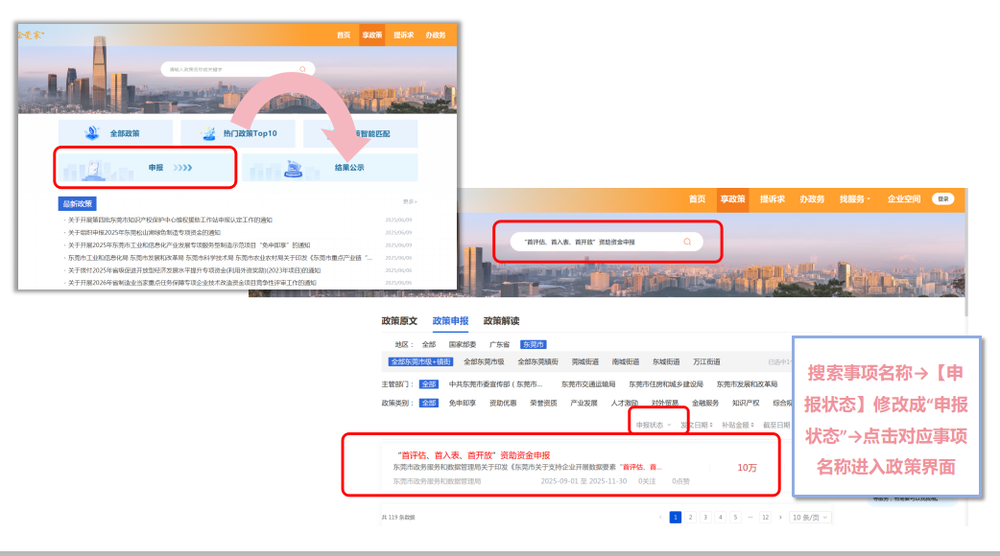 首页 享政策 提诉求 办政务
请输入政策名称或关键字
全部政策
热门政策Top10
智能匹配
申报 >>>>
结果公示
最新政策
更多+
· 关于开展第四批东莞市知识产权保护中心维权援助工作站申报认定工作的通知 2025/06/09
· 关于组织申报2025年东莞松山湖绿色制造专项资金的通知 2025/06/09
· 关于开展2025年东莞市工业和信息化产业发展专项服务型制造示范项目“免申即享”的通知 2025/06/09
· 东莞市工业和信息化局 东莞市发展和改革局 东莞市科学技术局 东莞市农业农村局关于印发《东莞市重点产业链“... 2025/06/06
· 关于拨付2025年省级促进开放型经济发展水平提升专项资金(利用外资奖励)(2023年项目)的通知 2025/06/06
· 关于开展2026年省制造业当家重点任务保障专项企业技术改造资金项目竞争性评审工作的通知 2025/06/06
首页 享政策 提诉求 办政务 找服务 企业空间 登录
“首评估、首入表、首开放”资助资金申报
政策原文 政策申报 政策解读
地区： 全部 国家部委 广东省 东莞市
全部东莞市级+镇街 全部东莞市级 全部东莞镇街 莞城街道 南城街道 东城街道 万江街道 已选中1
主管部门： 全部 中共东莞市委宣传部 ( 东莞市... 东莞市交通运输局 东莞市住房和城乡建设局 东莞市发展和改革局
政策类别： 全部 免申即享 资助优惠 荣誉资质 产业发展 人才激励 对外贸易 金融服务 知识产权 综合
申报状态 发文日期 补贴金额 截至日期
“首评估、首入表、首开放”资助资金申报
东莞市政务服务和数据管理局关于印发《东莞市关于支持企业开展数据要素“首评估、首... 10万
东莞市政务服务和数据管理局 2025-09-01 至 2025-11-30 0关注 0点赞
共 119 条数据
< 1 2 3 4 5 ··· 12 > 10 条/页
搜索事项名称→【申
报状态】修改成“申报
状态”→点击对应事项
名称进入政策界面